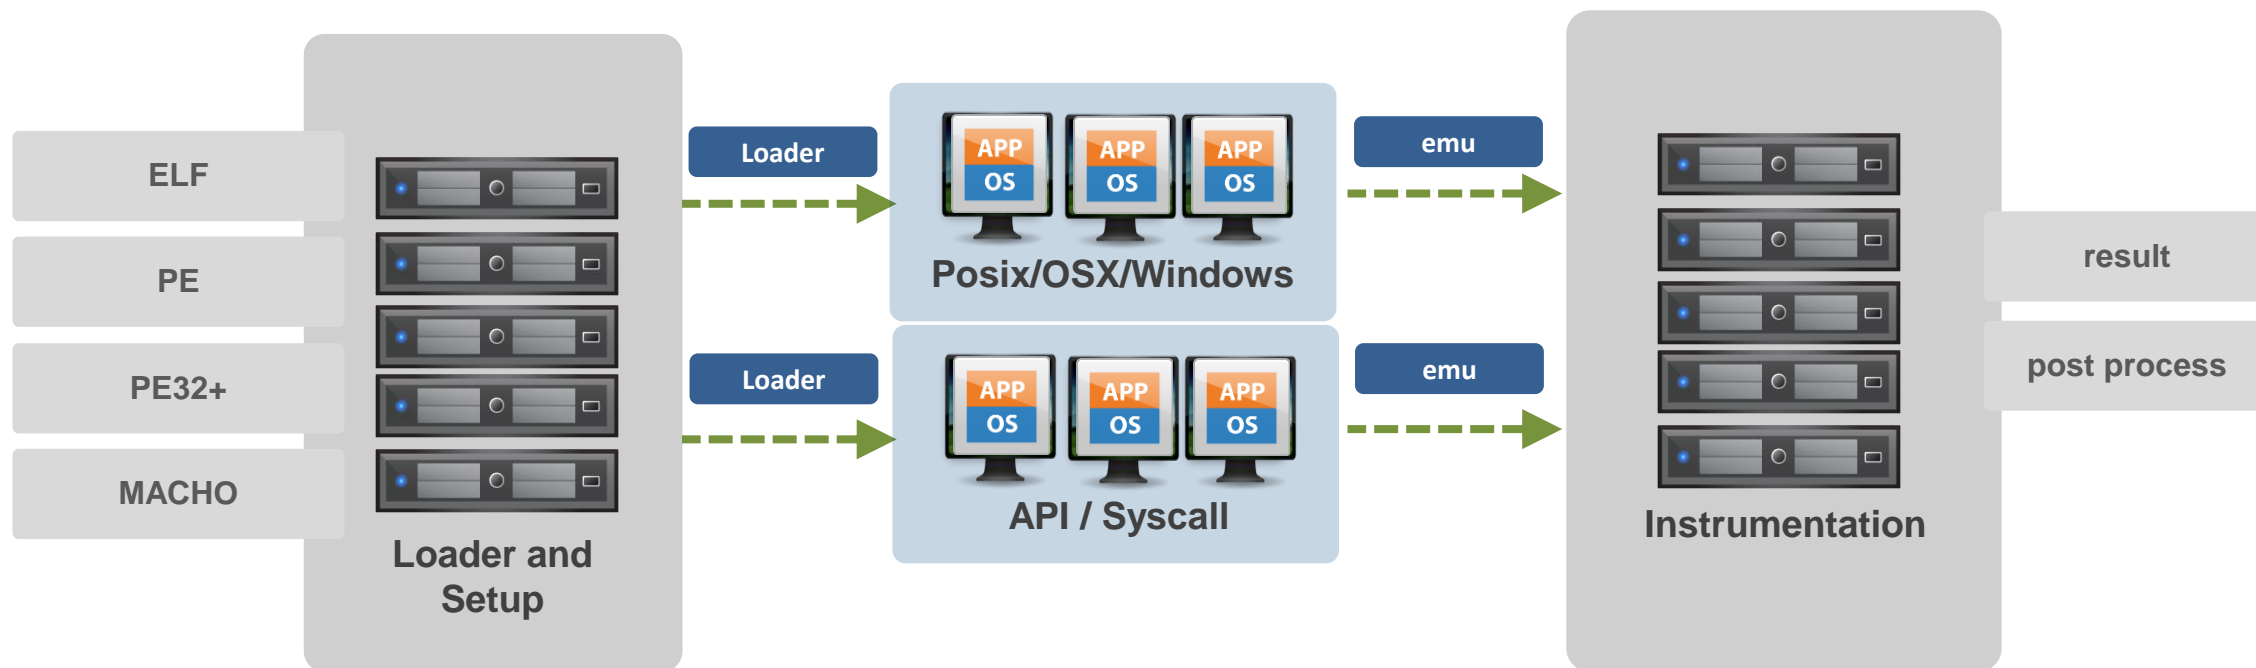 ELF
PE
PE32+
MACHO
Loader and
Setup
Loader
APP
OS
APP
OS
APP
OS
Posix/OSX/Windows
Loader
APP
OS
APP
OS
APP
OS
API / Syscall
emu
emu
Instrumentation
result
post process